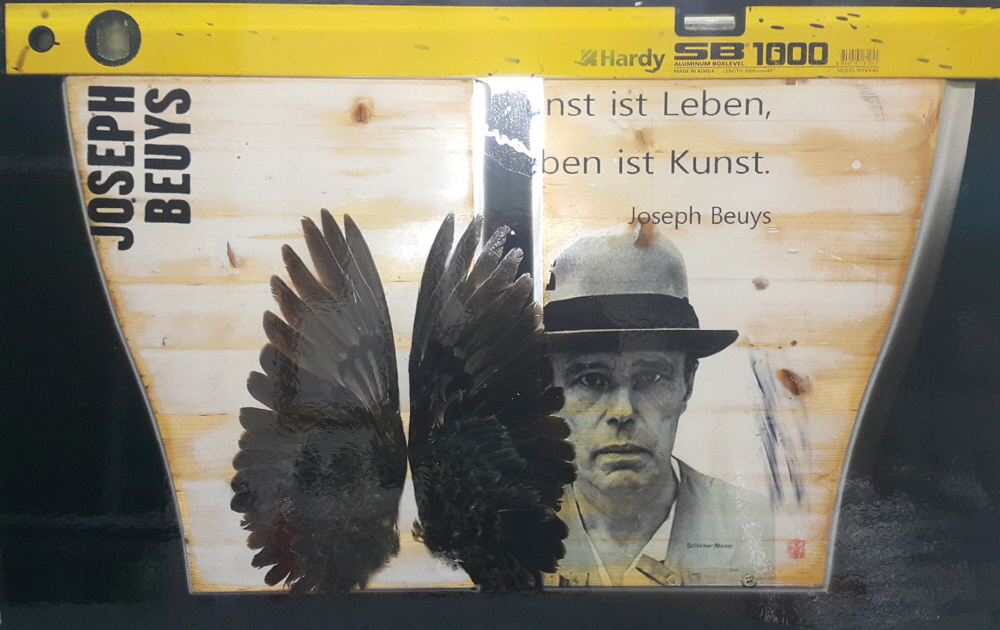 Hardy SB 1000
ALUMINUM BOXLEVEL
MADE IN KOREA
JOSEPH
BEUYS
nst ist Leben,
ben ist Kunst.
Joseph Beuys